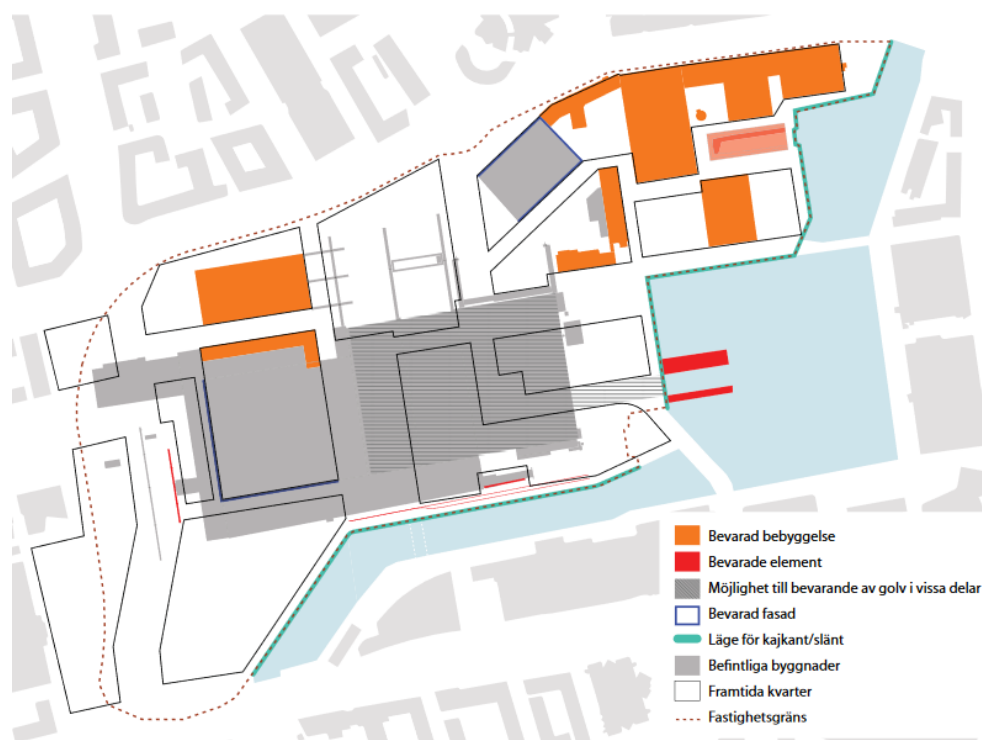 Bevarad bebyggelse
Bevarade element
Möjlighet till bevarande av golv i vissa delar
Bevarad fasad
Läge för kajkant/slänt
Befintliga byggnader
Framtida kvarter
Fastighetsgräns